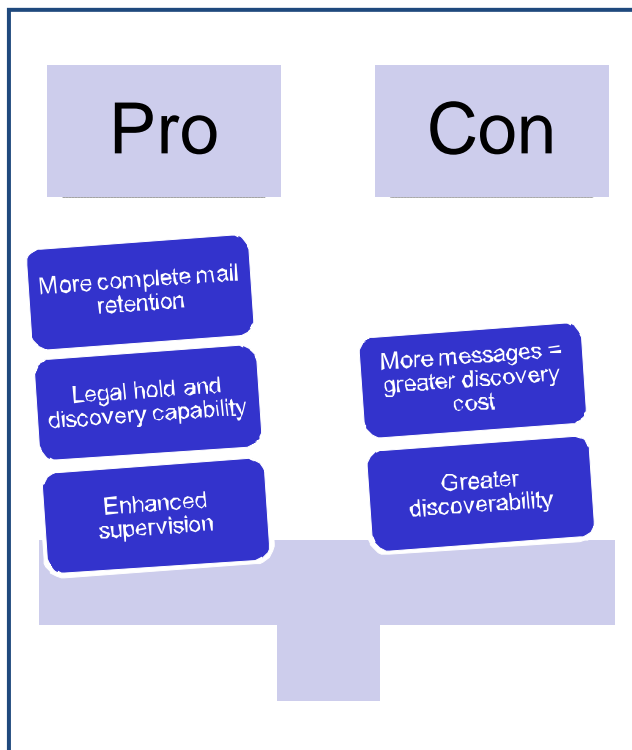 Pro
Con
More complete mail
retention
Legal hold and
discovery capability
Enhanced
supervision
More messages =
greater discovery
cost
Greater
discoverability